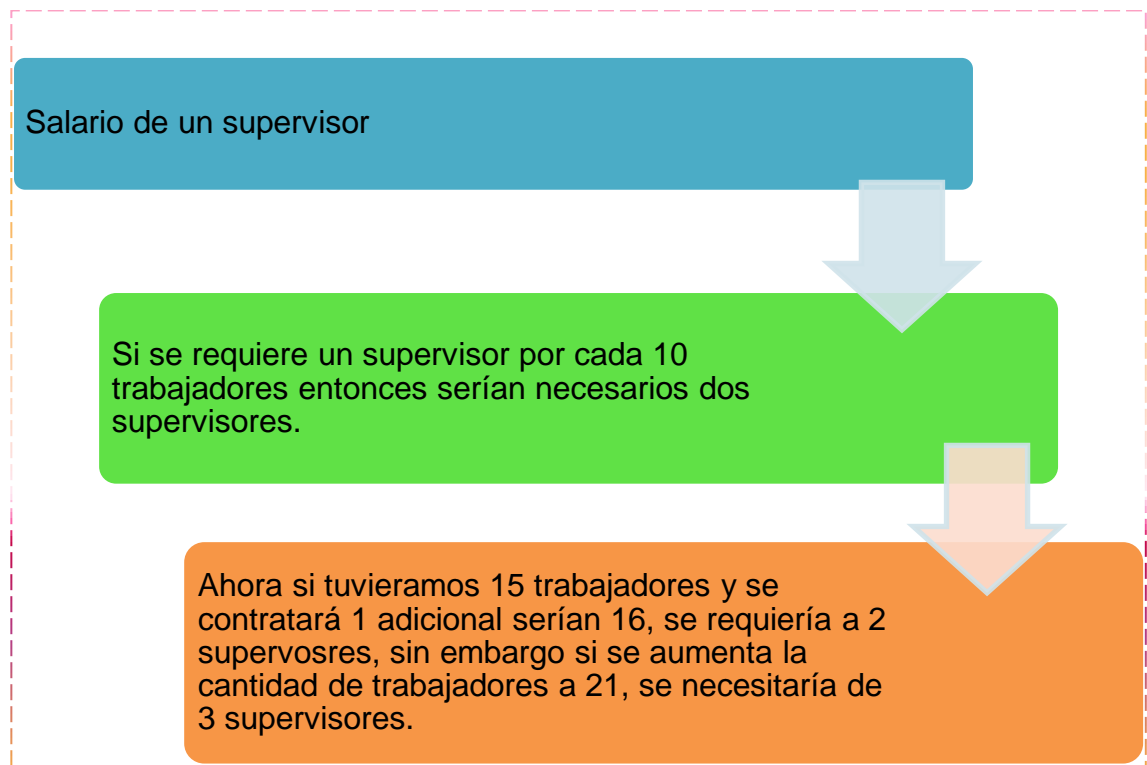 Salario de un supervisor
Si se requiere un supervisor por cada 10
trabajadores entonces serían necesarios dos
supervisores.
Ahora si tuvieramos 15 trabajadores y se
contratará 1 adicional serían 16, se requiería a 2
supervosres, sin embargo si se aumenta la
cantidad de trabajadores a 21, se necesitaría de
3 supervisores.